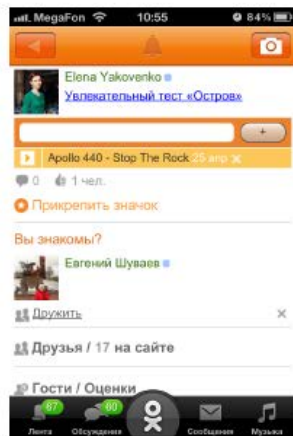 MegaFon 10:55 84%
Elena Yakovenko
Увлекательный тест «Остров»
+
Apollo 440 - Stop The Rock 25 апр
0 1 чел.
Прикрепить значок
Вы знакомы?
Евгений Шуваев
Дружить
Друзья / 17 на сайте
Гости / Оценки
67 60
Лента Обсуждения Сообщения Музыка